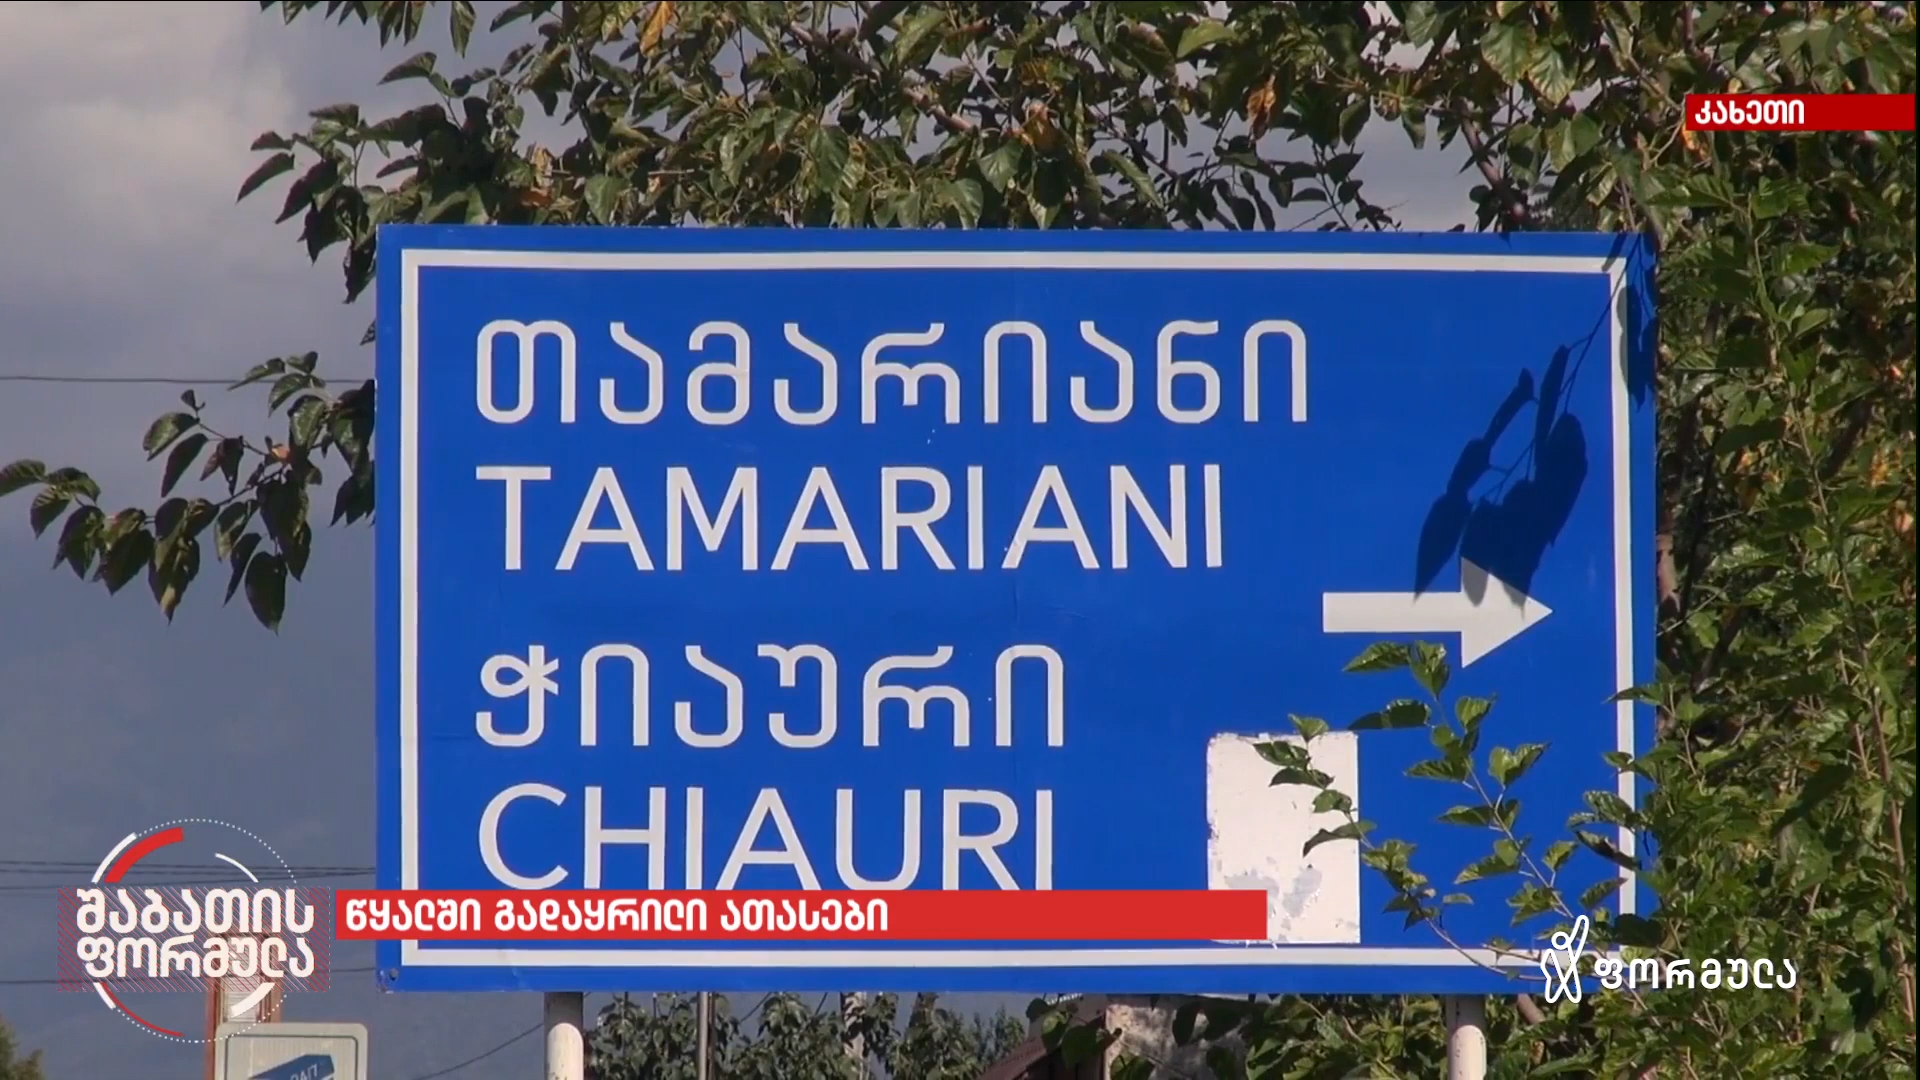 კახეთი
თამარიანი
TAMARIANI
ჭიაური
CHIAURI
შაბათის
ფორმულა
წყალში გადაყრილი ათასები
ფორმულა